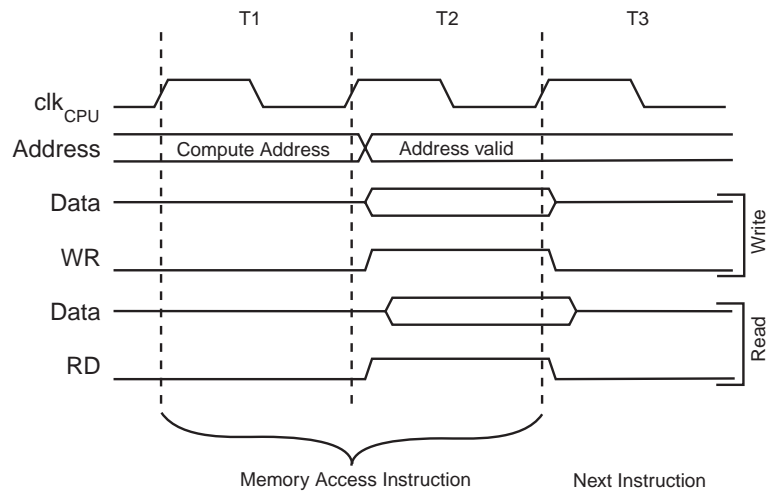 T1 T2 T3
clkCPU
Address Compute Address Address valid
Data
WR
Write
Data
RD
Read
Memory Access Instruction Next Instruction